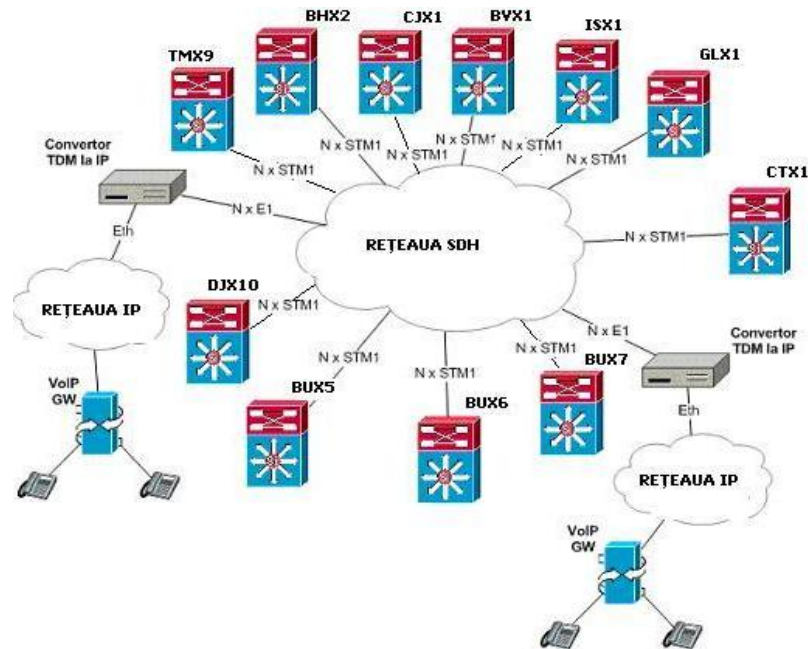 BHX2
CJX1
BVX1
ISX1
TMX9
GLX1
Convertor
TDM la IP
N x STM1
N x STM1
N x STM1
N x STM1
N x STM1
N x STM1
CTX1
N x E1
Eth
REȚEAUA SDH
N x STM1
REȚEAUA IP
DJX10
N x STM1
N x E1
Convertor
TDM la IP
N x STM1
N x STM1
N x STM1
BUX7
VoIP
GW
BUX5
BUX6
Eth
REȚEAUA IP
VoIP
GW